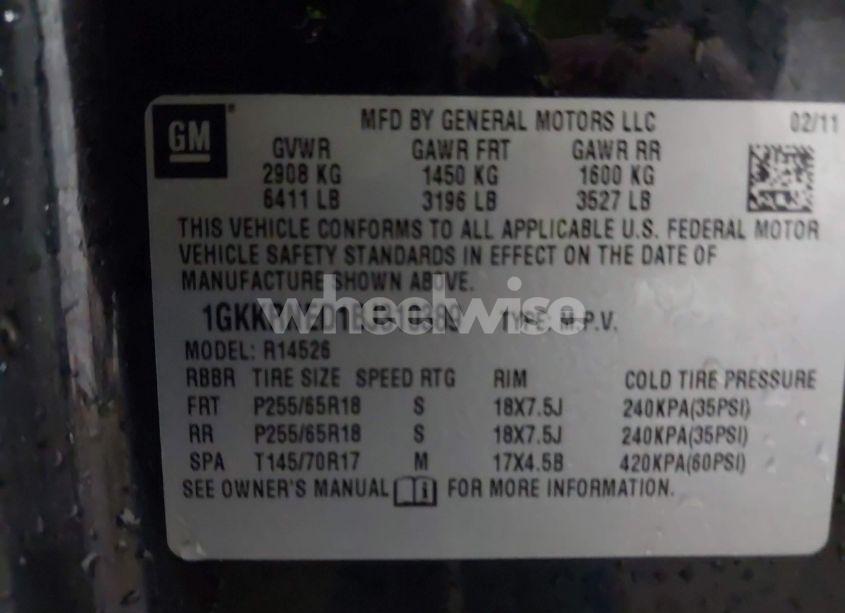 GM
MFD BY GENERAL MOTORS LLC 02/11
GVWR GAWR FRT GAWR RR
2908 KG 1450 KG 1600 KG
6411 LB 3196 LB 3527 LB
THIS VEHICLE CONFORMS TO ALL APPLICABLE U.S. FEDERAL MOTOR
VEHICLE SAFETY STANDARDS IN EFFECT ON THE DATE OF
MANUFACTURE SHOWN ABOVE.
wheelwise
TYPE: M.P.V.
MODEL: R14526
RBBR TIRE SIZE SPEED RTG RIM COLD TIRE PRESSURE
FRT P255/65R18 S 18X7.5J 240KPA(35PSI)
RR P255/65R18 S 18X7.5J 240KPA(35PSI)
SPA T145/70R17 M 17X4.5B 420KPA(60PSI)
SEE OWNER'S MANUAL i FOR MORE INFORMATION.